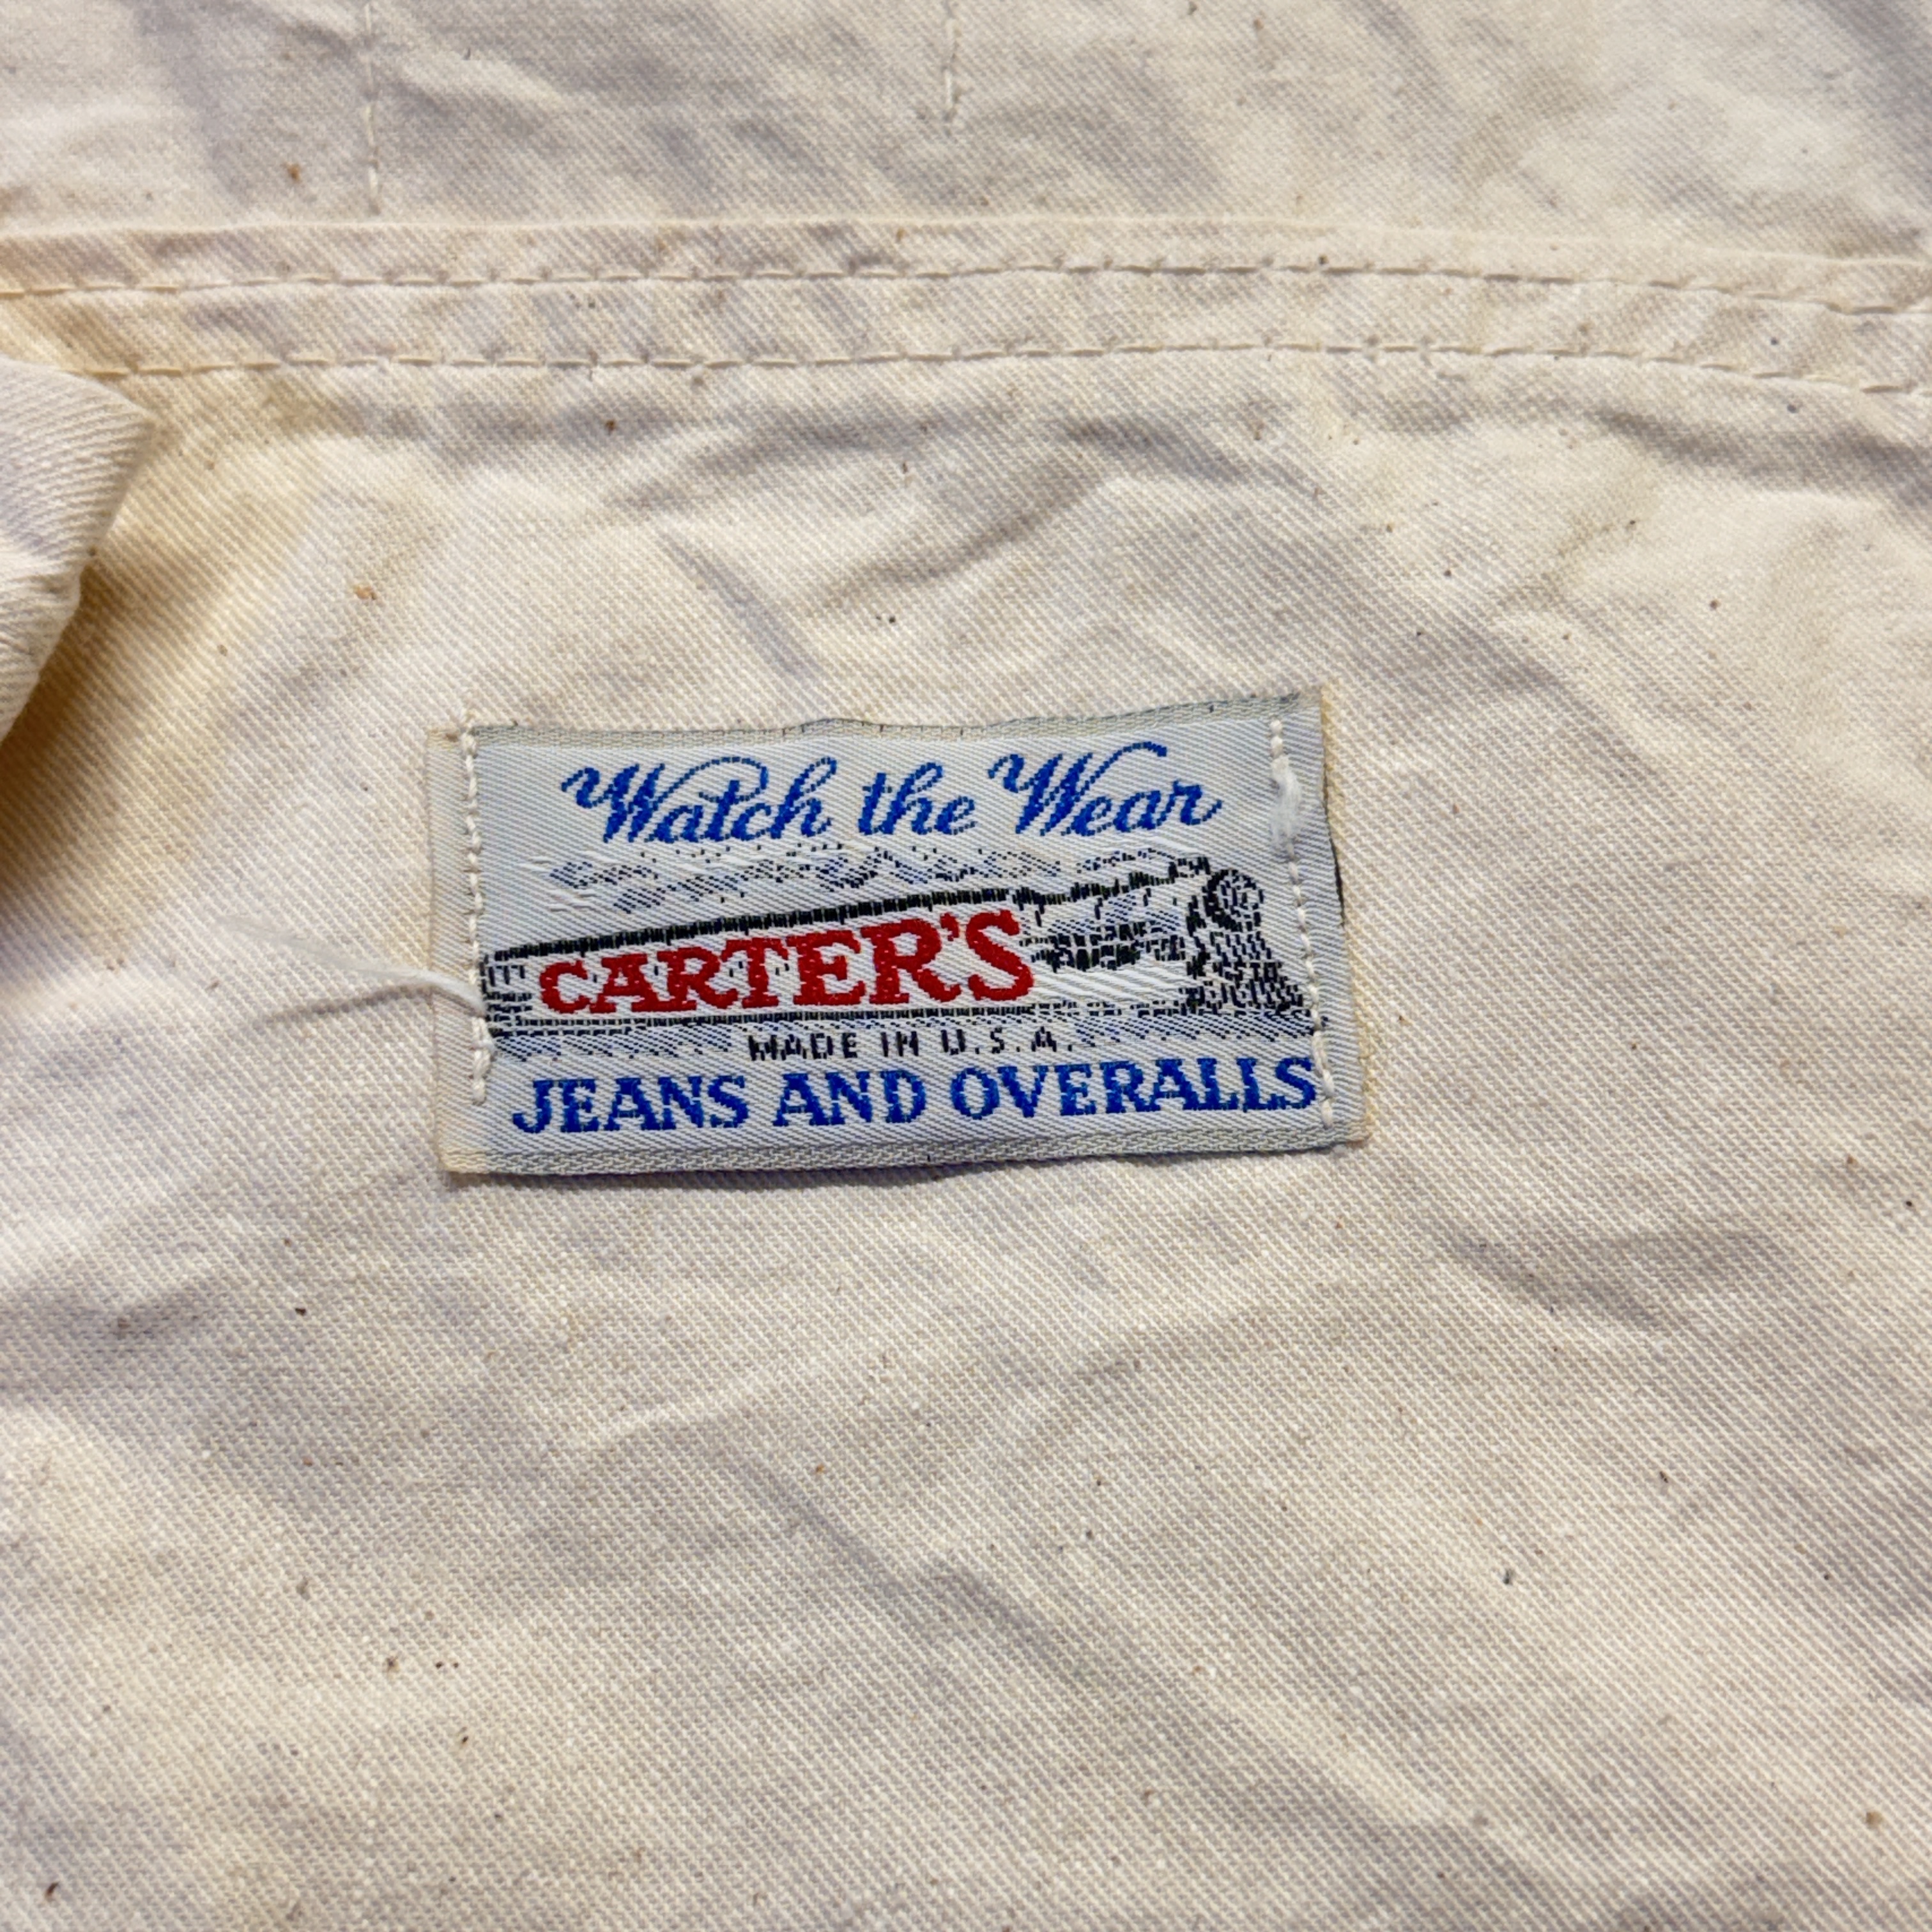 Watch the Wear
CARTER'S
MADE IN U.S.A.
JEANS AND OVERALLS